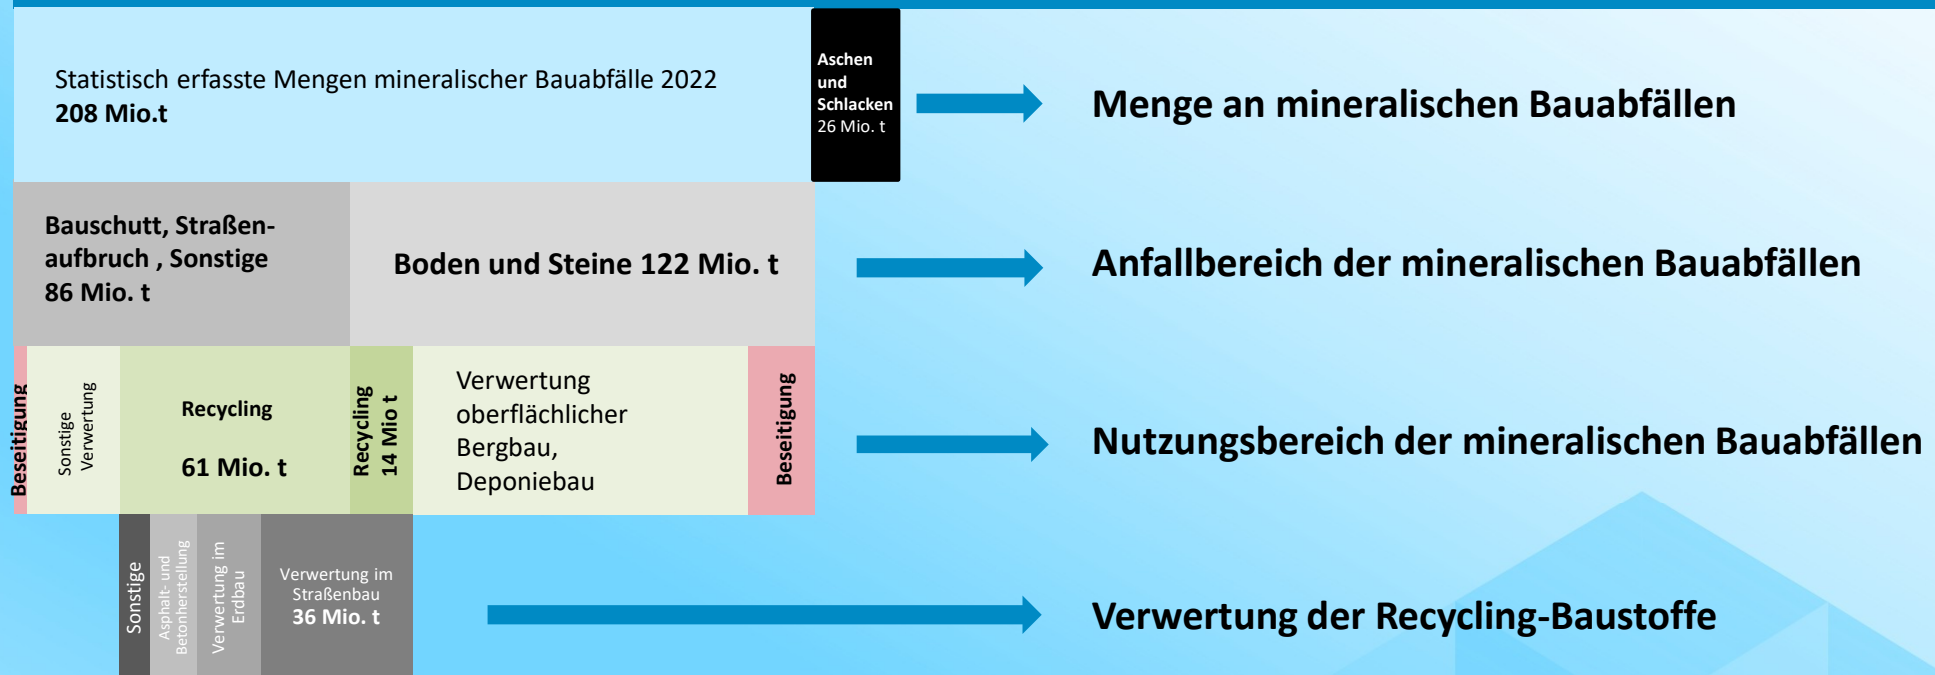 Statistisch erfasste Mengen mineralischer Bauabfälle 2022
208 Mio.t
Aschen
und
Schlacken
26 Mio. t
Menge an mineralischen Bauabfällen
Bauschutt, Straßen-
aufbruch , Sonstige
86 Mio. t
Boden und Steine 122 Mio. t
Anfallbereich der mineralischen Bauabfällen
Beseitigung
Sonstige
Verwertung
Recycling
61 Mio. t
Recycling
14 Mio t
Verwertung
oberflächlicher
Bergbau,
Deponiebau
Beseitigung
Nutzungsbereich der mineralischen Bauabfällen
Sonstige
Asphalt- und
Betonherstellung
Verwertung im
Erdbau
Verwertung im
Straßenbau
36 Mio. t
Verwertung der Recycling-Baustoffe